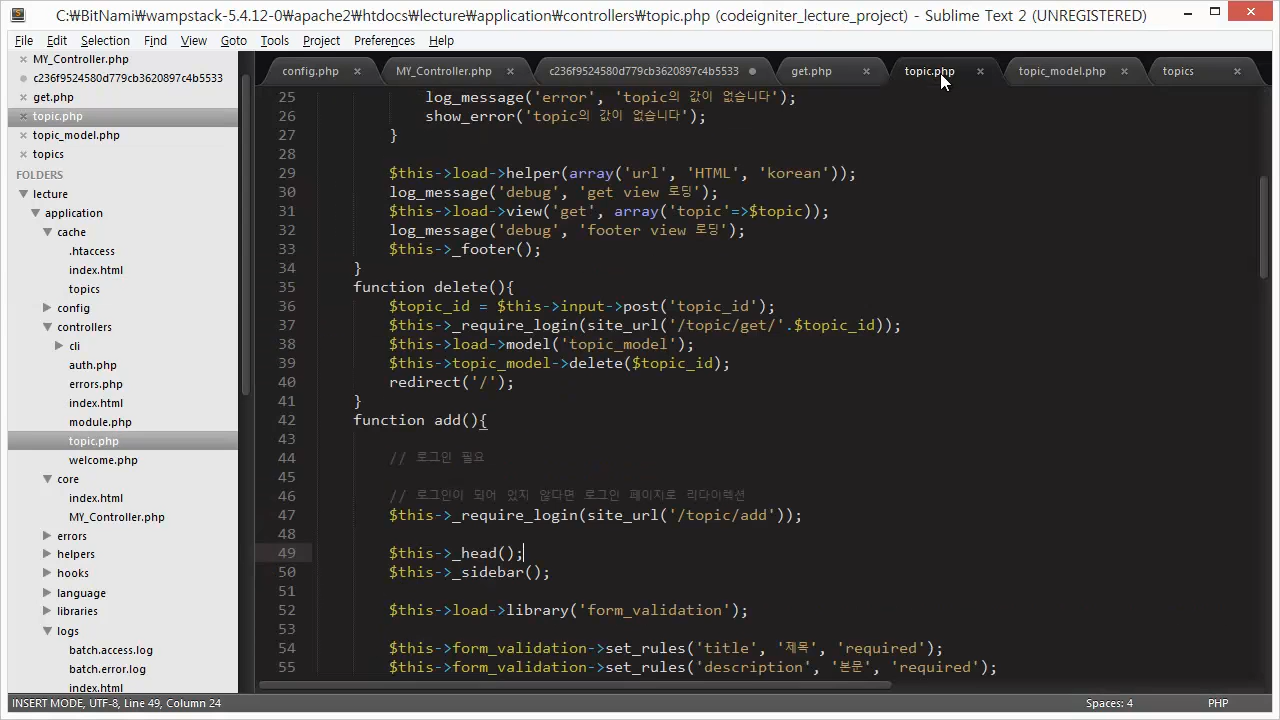 C:￦BitNami￦wampstack-5.4.12-0￦apache2￦htdocs￦lecture￦application￦controllers￦topic.php (codeigniter_lecture_project) - Sublime Text 2 (UNREGISTERED)
File Edit Selection Find View Goto Tools Project Preferences Help
MY_Controller.php
c236f9524580d779cb3620897c4b5533
get.php
topic.php
topic_model.php
topics
FOLDERS
lecture
application
cache
.htaccess
index.html
topics
config
controllers
cli
auth.php
errors.php
index.html
module.php
topic.php
welcome.php
core
index.html
MY_Controller.php
errors
helpers
hooks
language
libraries
logs
batch.access.log
batch.error.log
index.html
config.php MY_Controller.php c236f9524580d779cb3620897c4b5533 get.php topic.php topic_model.php topics
25 log_message('error', 'topic의 값이 없습니다');
26 show_error('topic의 값이 없습니다');
27 }
28
29 $this->load->helper(array('url', 'HTML', 'korean'));
30 log_message('debug', 'get view 로딩');
31 $this->load->view('get', array('topic'=>$topic));
32 log_message('debug', 'footer view 로딩');
33 $this->_footer();
34 }
35 function delete(){
36 $topic_id = $this->input->post('topic_id');
37 $this->_require_login(site_url('/topic/get/'.$topic_id));
38 $this->load->model('topic_model');
39 $this->topic_model->delete($topic_id);
40 redirect('/');
41 }
42 function add(){
43
44 // 로그인 필요
45
46 // 로그인이 되어 있지 않다면 로그인 페이지로 리다이렉션
47 $this->_require_login(site_url('/topic/add'));
48
49 $this->_head();
50 $this->_sidebar();
51
52 $this->load->library('form_validation');
53
54 $this->form_validation->set_rules('title', '제목', 'required');
55 $this->form_validation->set_rules('description', '본문', 'required');
INSERT MODE, UTF-8, Line 49, Column 24 Spaces: 4 PHP